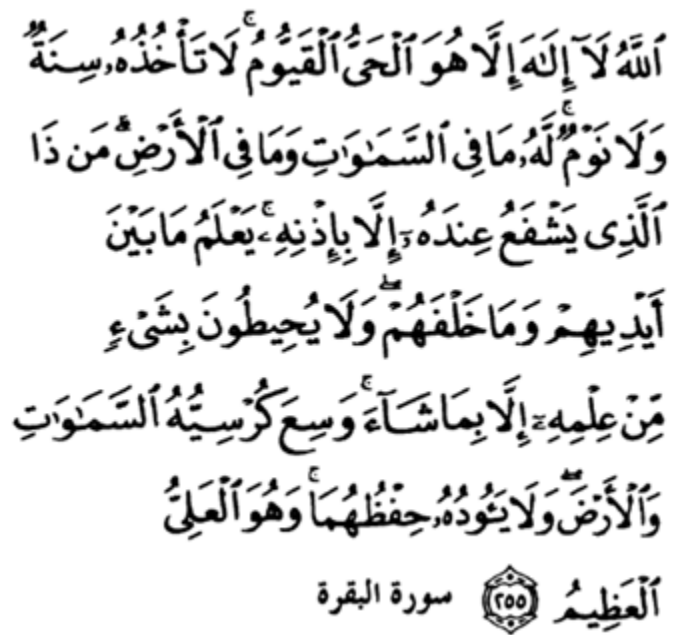 ٱللَّهُ لَآ إِلَـٰهَ إِلَّا هُوَ ٱلْحَىُّ ٱلْقَيُّومُ ۚ لَا تَأْخُذُهُۥ سِنَةٌۭ
وَلَا نَوْمٌۭ ۚ لَّهُۥ مَا فِى ٱلسَّمَـٰوَٰتِ وَمَا فِى ٱلْأَرْضِ ۗ مَن ذَا
ٱلَّذِى يَشْفَعُ عِندَهُۥٓ إِلَّا بِإِذْنِهِۦ ۚ يَعْلَمُ مَا بَيْنَ
أَيْدِيهِمْ وَمَا خَلْفَهُمْ ۖ وَلَا يُحِيطُونَ بِشَىْءٍۢ
مِّنْ عِلْمِهِۦٓ إِلَّا بِمَا شَآءَ ۚ وَسِعَ كُرْسِيُّهُ ٱلسَّمَـٰوَٰتِ
وَٱلْأَرْضَ ۖ وَلَا يَـُٔودُهُۥ حِفْظُهُمَا ۚ وَهُوَ ٱلْعَلِىُّ
ٱلْعَظِيمُ ٢٥٥ سورة البقرة